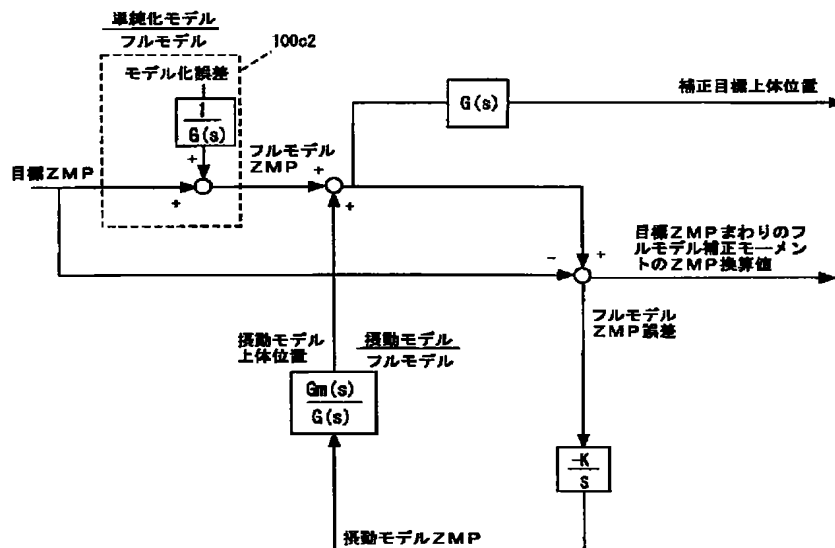 単純化モデル
フルモデル
100c2
モデル化誤差
1
G(s)
+
目標ZMP
+
フルモデル
ZMP
+
+
G(s)
補正目標上体位置
-
+
目標ZMPまわりのフ
ルモデル補正モーメン
トのZMP換算値
フルモデル
ZMP誤差
摂動モデル
上体位置
摂動モデル
フルモデル
Gm(s)
G(s)
-K
S
摂動モデルZMP